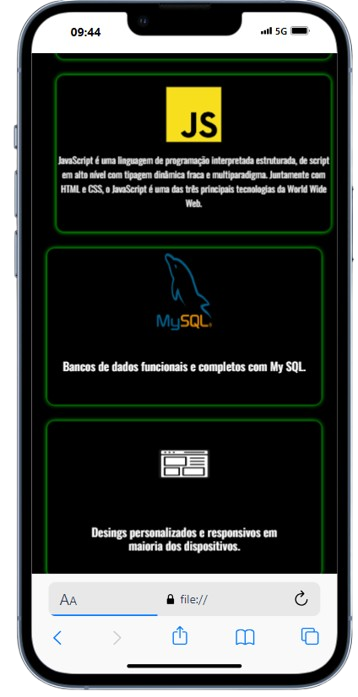 09:44
5G
JS
JavaScript é uma linguagem de programação interpretada estruturada, de script
em alto nível com tipagem dinâmica fraca e multiparadigma. Juntamente com
HTML e CSS, o JavaScript é uma das três principais tecnologias da World Wide
Web.
MySQL®
Bancos de dados funcionais e completos com My SQL.
Desings personalizados e responsivos em
maioria dos dispositivos.
AA file://